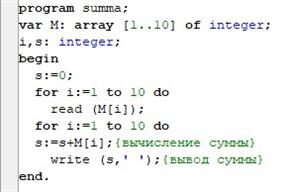 program summa;
var M: array [1..10] of integer;
i,s: integer;
begin
s:=0;
for i:=1 to 10 do
read (M[i]);
for i:=1 to 10 do
s:=s+M[i];{вычисление суммы}
write (s,' ');{вывод суммы}
end.